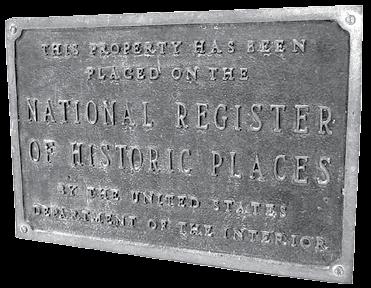 THIS PROPERTY HAS BEEN
PLACED ON THE
NATIONAL REGISTER
OF HISTORIC PLACES
BY THE UNITED STATES
DEPARTMENT OF THE INTERIOR